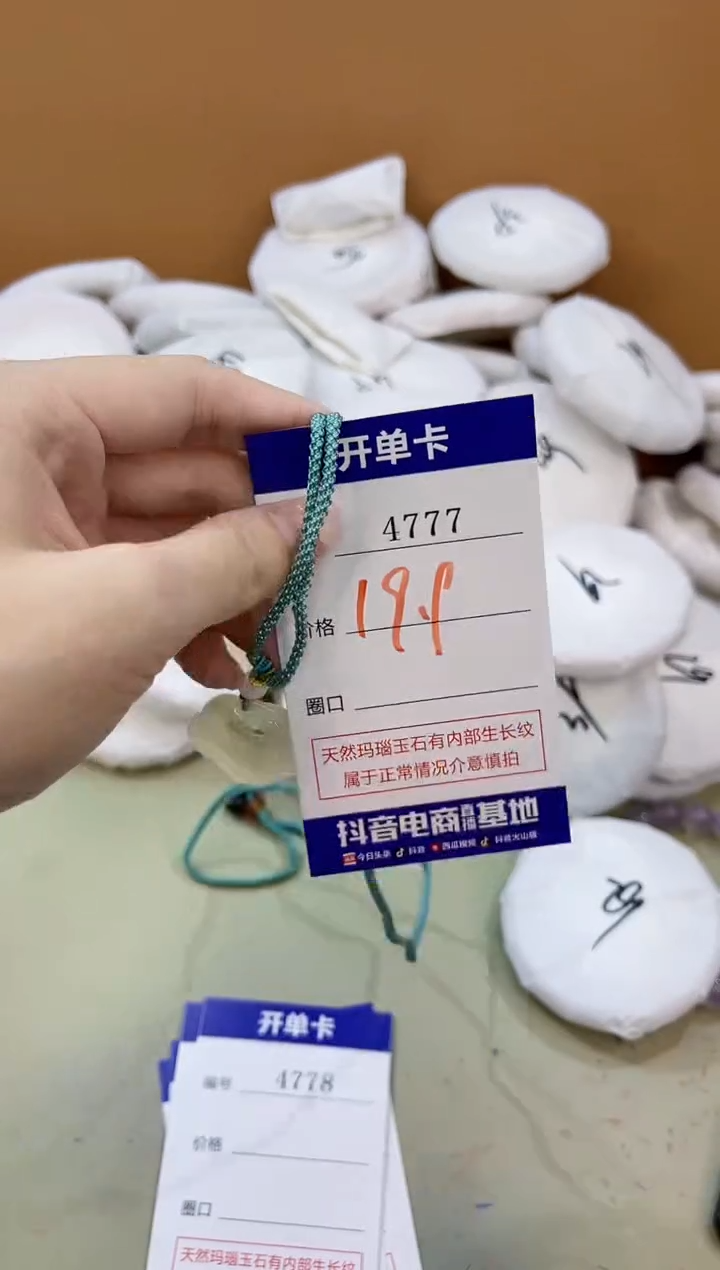 开单卡
4777
价格
圈口
天然玛瑙玉石有内部生长纹
属于正常情况介意慎拍
抖音电商直播基地
今日头条 抖音 西瓜视频 抖音火山版
开单卡
编号 4778
价格
圈口
天然玛瑙玉石有内部生长纹